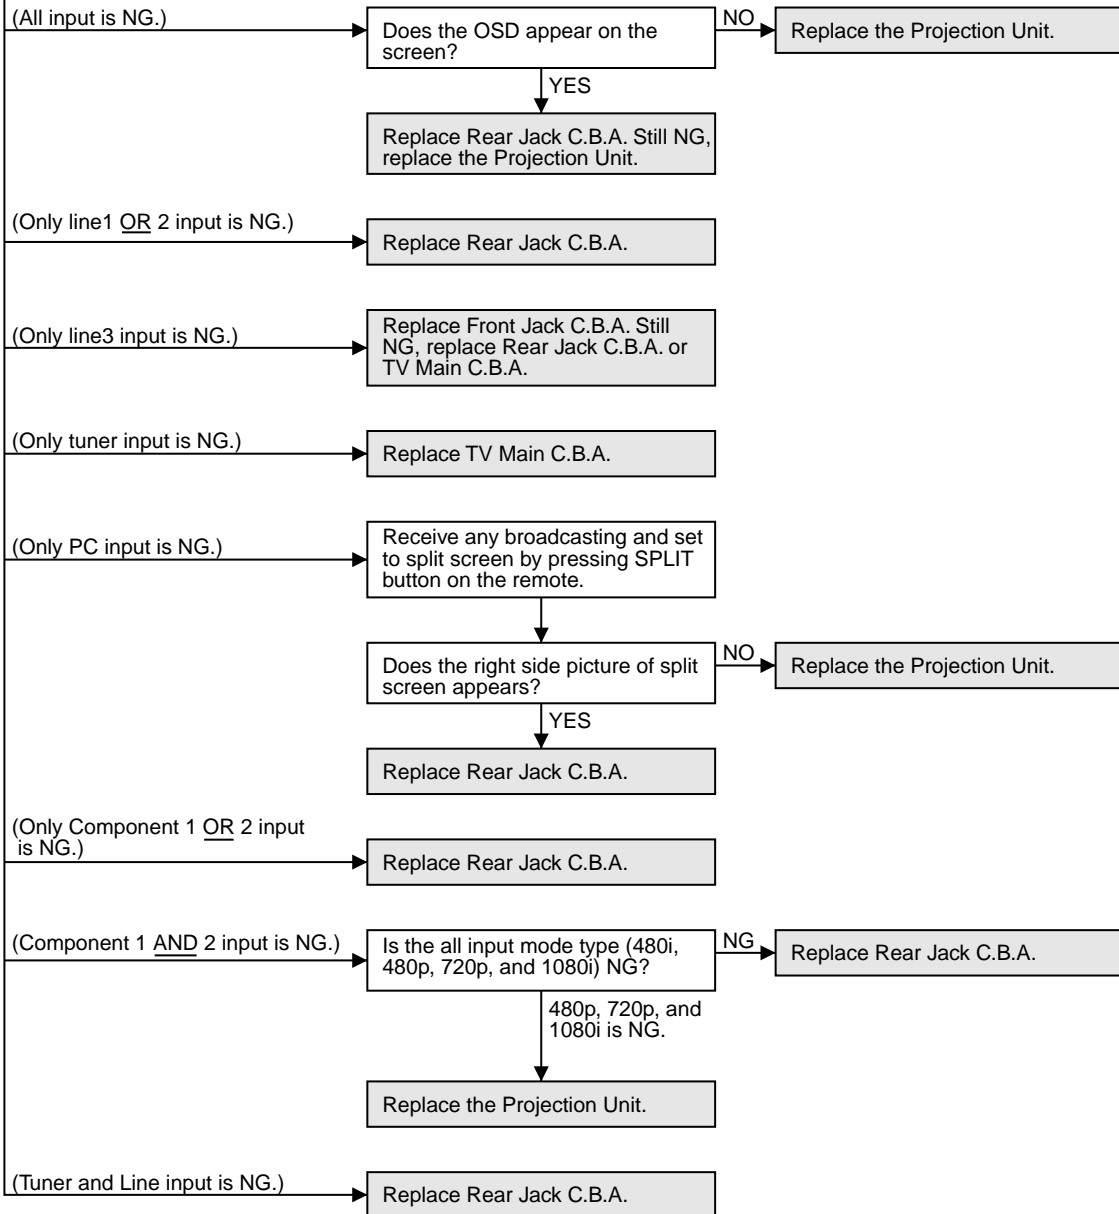 (All input is NG.)
Does the OSD appear on the
screen?
NO
Replace the Projection Unit.
YES
Replace Rear Jack C.B.A. Still NG,
replace the Projection Unit.
(Only line1 OR 2 input is NG.)
Replace Rear Jack C.B.A.
(Only line3 input is NG.)
Replace Front Jack C.B.A. Still
NG, replace Rear Jack C.B.A. or
TV Main C.B.A.
(Only tuner input is NG.)
Replace TV Main C.B.A.
(Only PC input is NG.)
Receive any broadcasting and set
to split screen by pressing SPLIT
button on the remote.
Does the right side picture of split
screen appears?
NO
Replace the Projection Unit.
YES
Replace Rear Jack C.B.A.
(Only Component 1 OR 2 input
is NG.)
Replace Rear Jack C.B.A.
(Component 1 AND 2 input is NG.)
Is the all input mode type (480i,
480p, 720p, and 1080i) NG?
NG
Replace Rear Jack C.B.A.
480p, 720p, and
1080i is NG.
Replace the Projection Unit.
(Tuner and Line input is NG.)
Replace Rear Jack C.B.A.